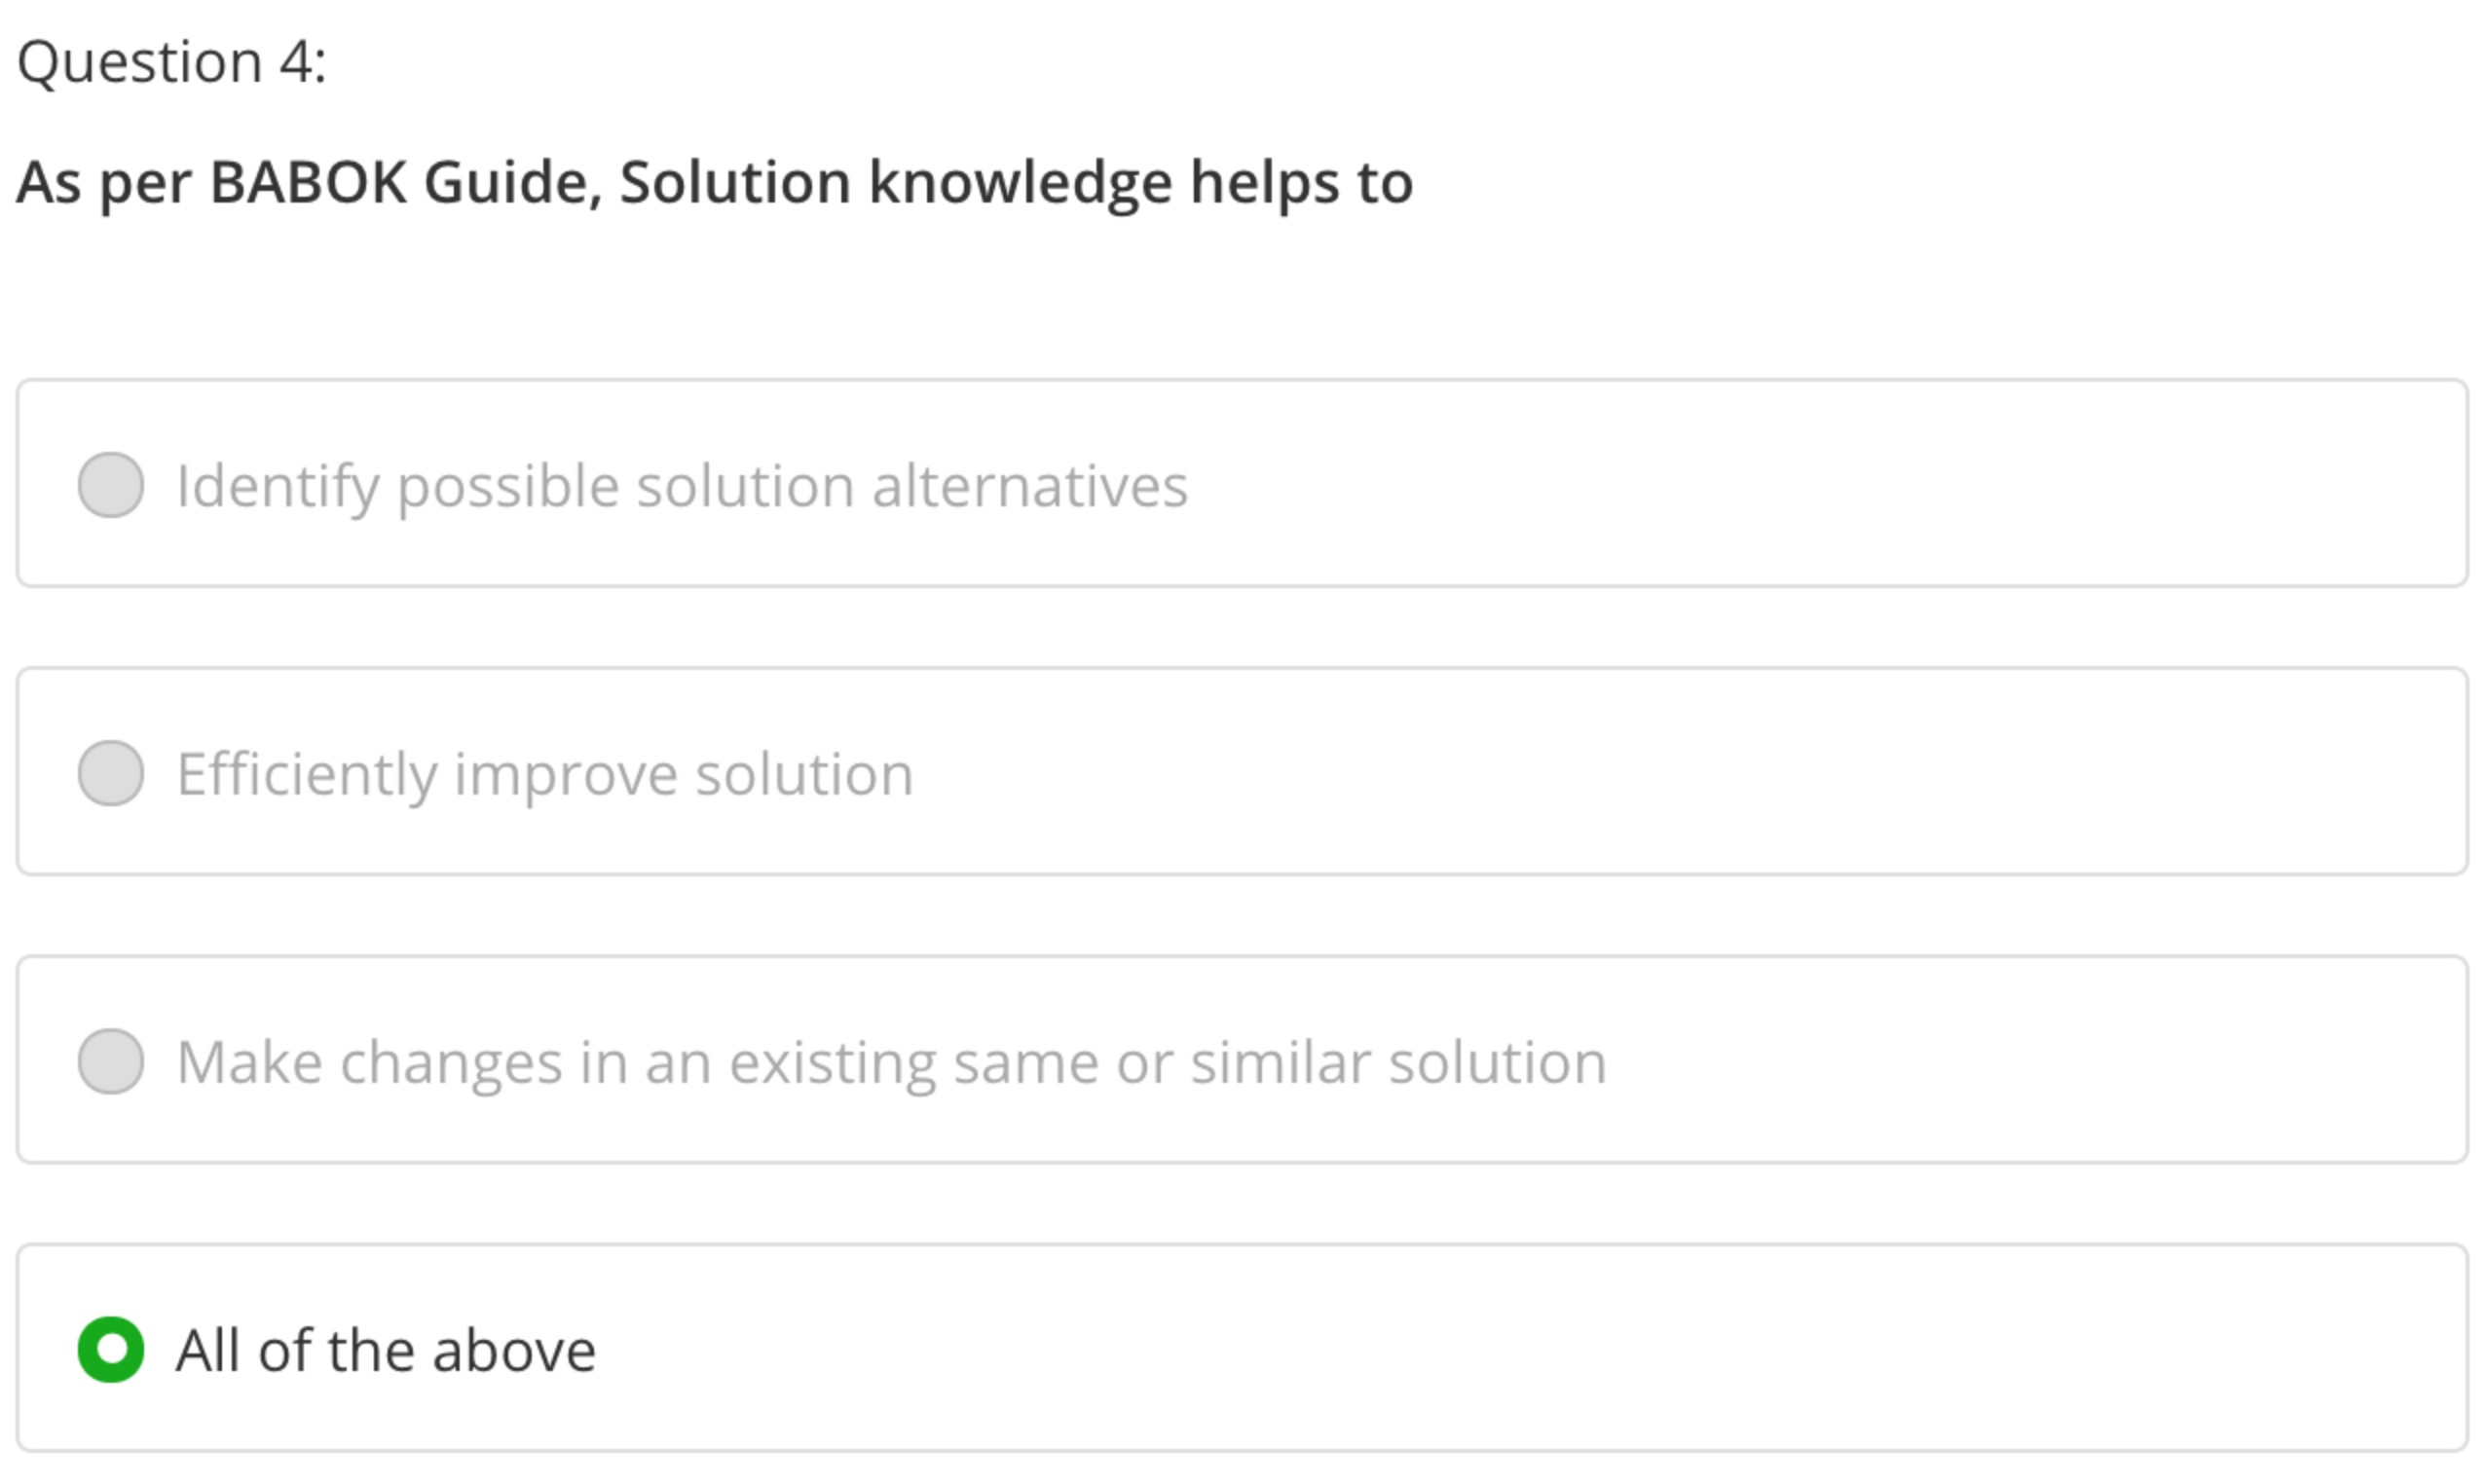 Question 4:
As per BABOK Guide, Solution knowledge helps to
Identify possible solution alternatives
Efficiently improve solution
Make changes in an existing same or similar solution
All of the above